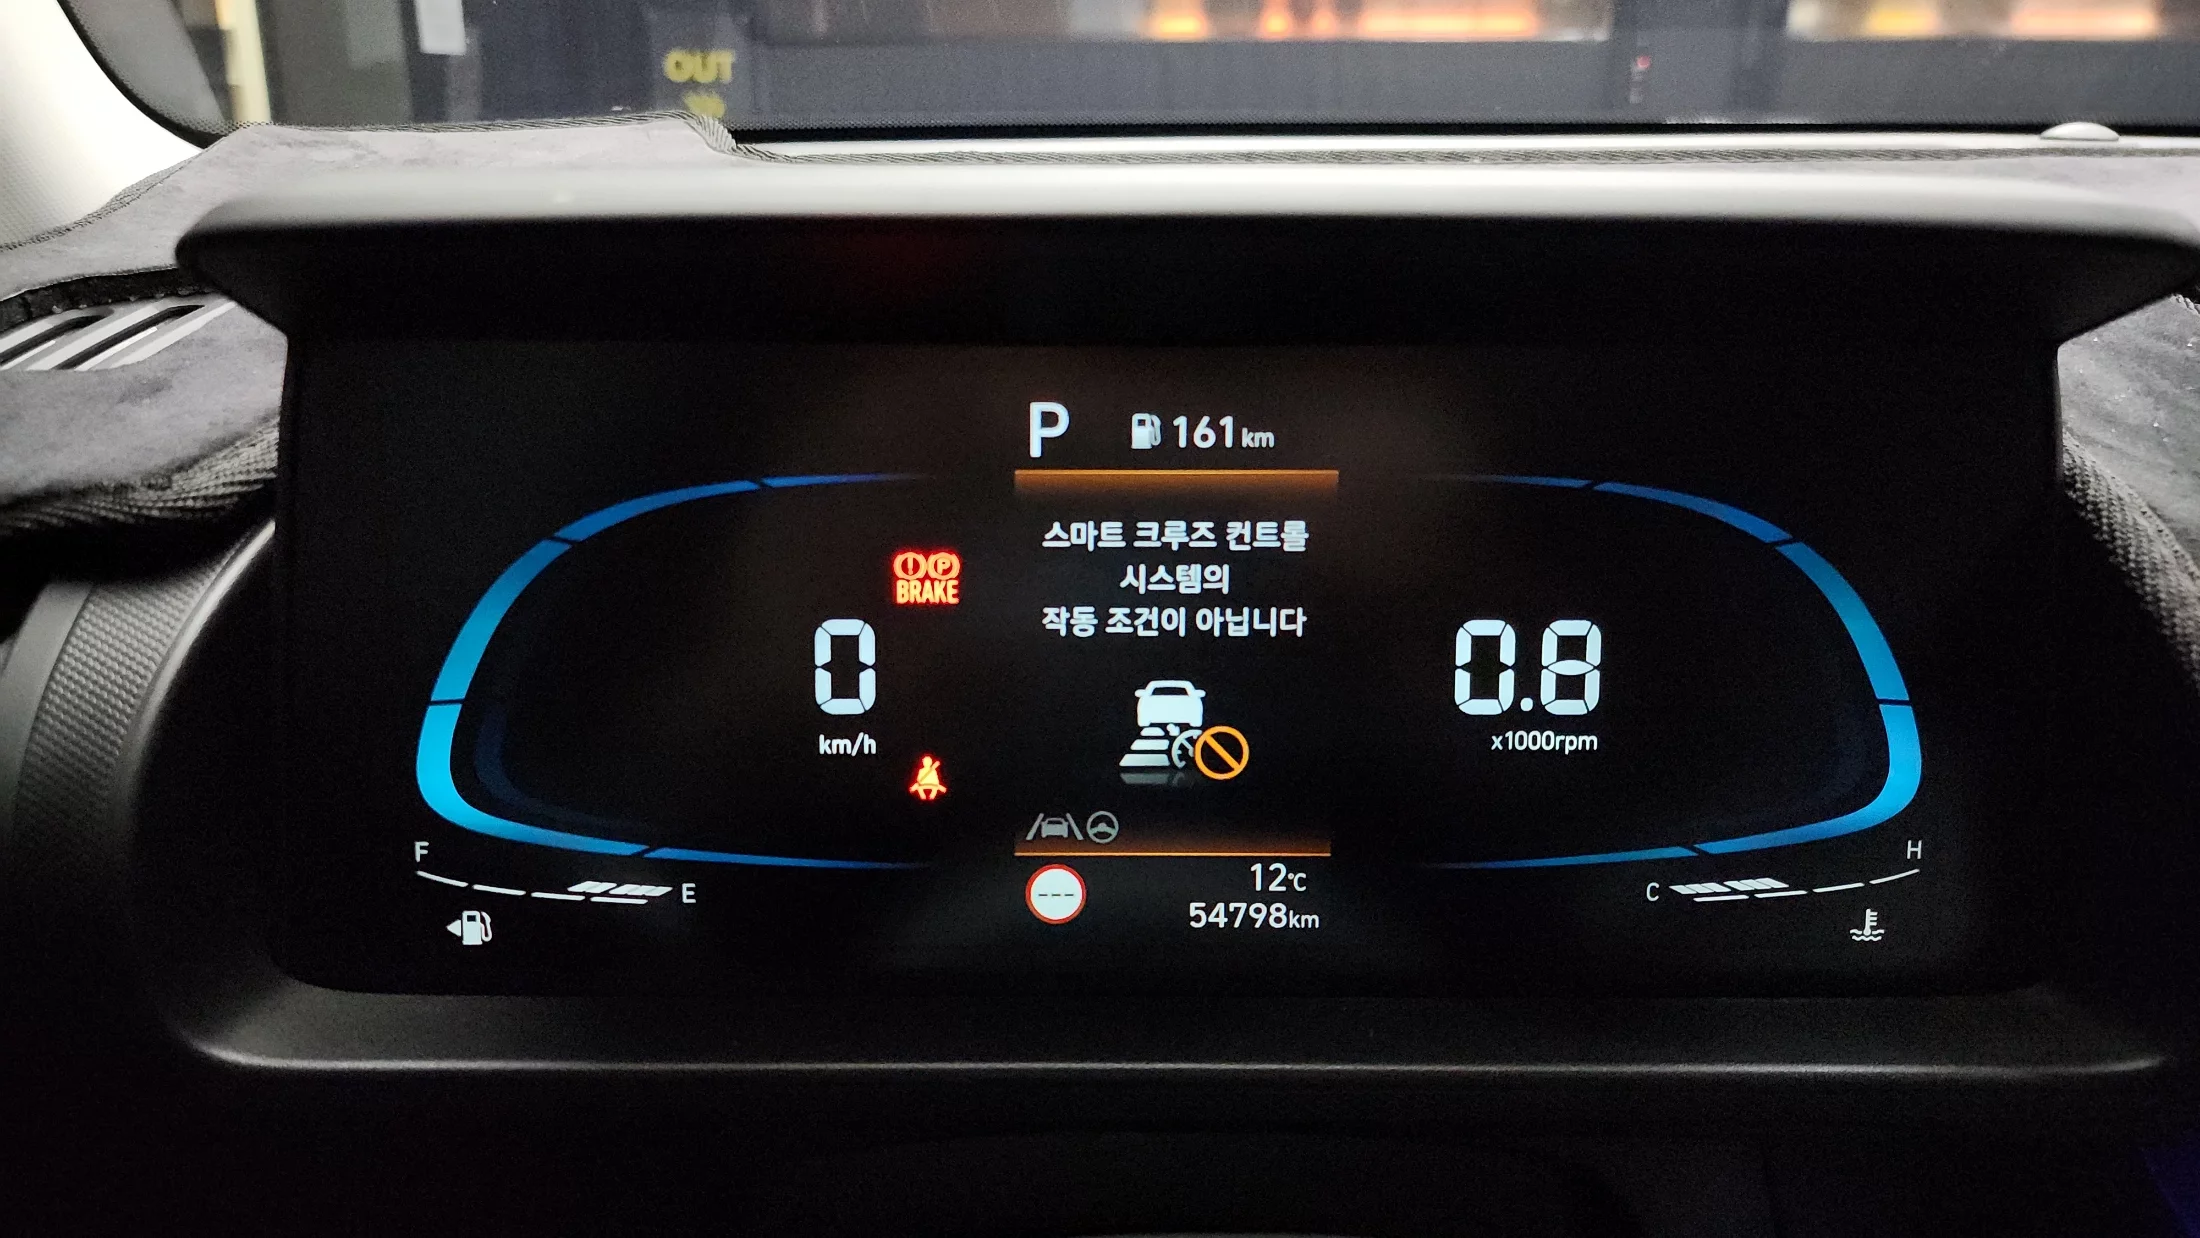 OUT
P 161km
스마트 크루즈 컨트롤
시스템의
작동 조건이 아닙니다
BRAKE
0
km/h
0.8
x1000rpm
F
E
C
H
---
12℃
54798km